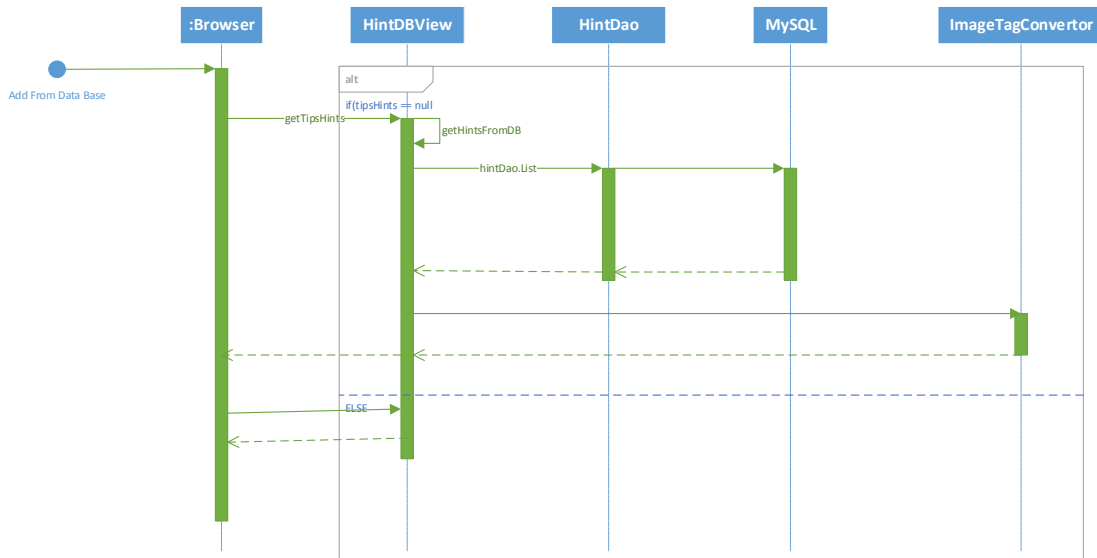 :Browser
HintDBView
HintDao
MySQL
ImageTagConvertor
Add From Data Base
alt
if(tipsHints == null
getTipsHints
getHintsFromDB
hintDao.List
ELSE